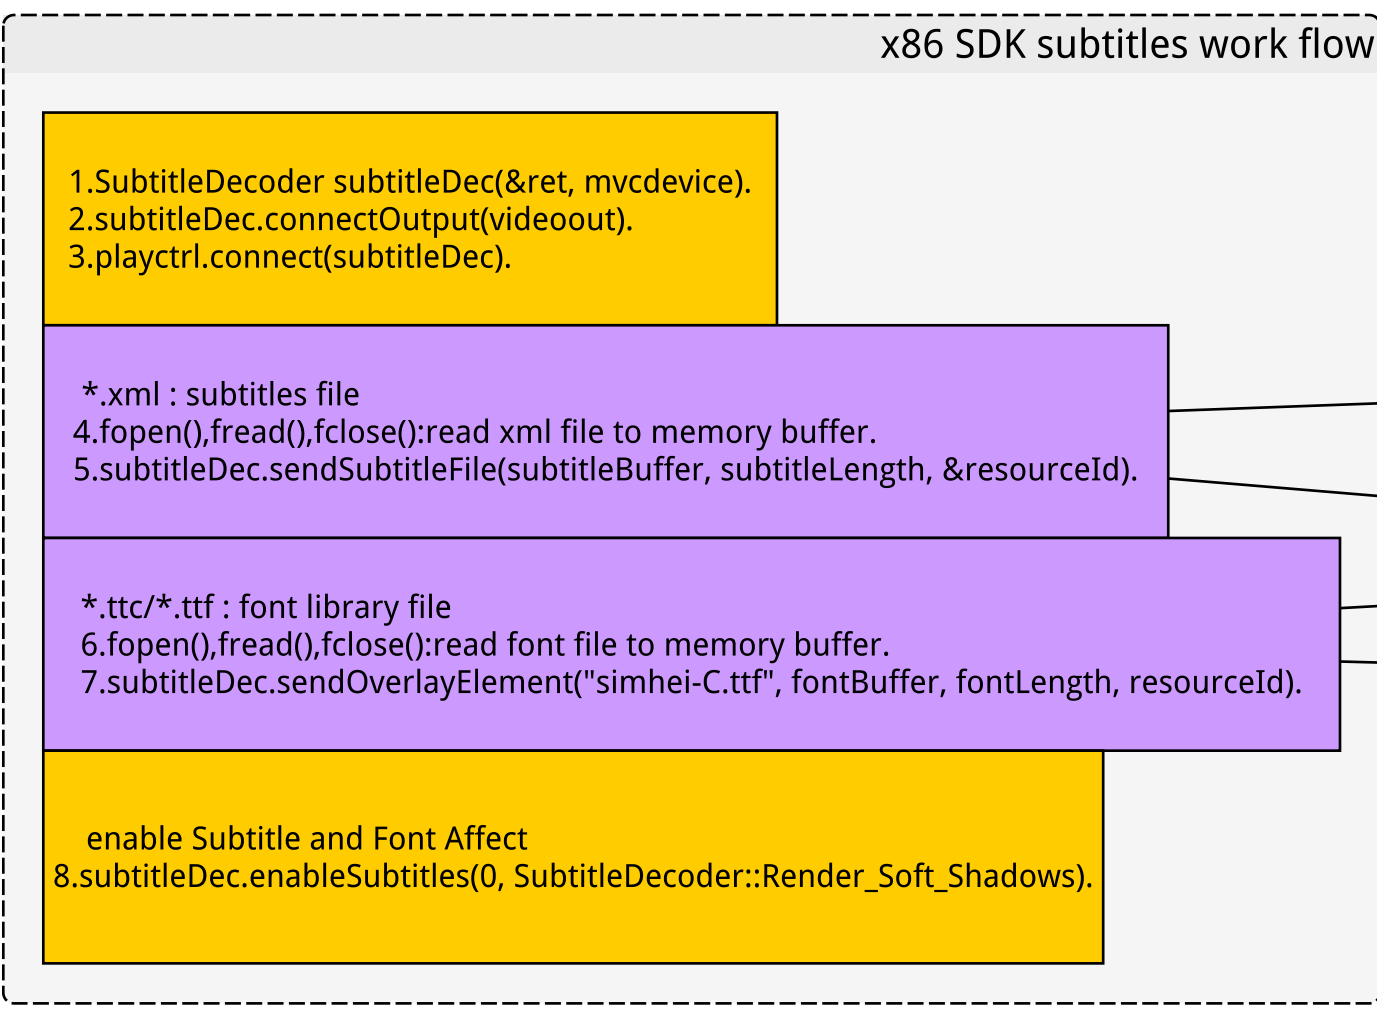 x86 SDK subtitles work flow
1.SubtitleDecoder subtitleDec(&ret, mvcdevice).
2.subtitleDec.connectOutput(videoout).
3.playctrl.connect(subtitleDec).
*.xml : subtitles file
4.fopen(),fread(),fclose():read xml file to memory buffer.
5.subtitleDec.sendSubtitleFile(subtitleBuffer, subtitleLength, &resourceId).
*.ttc/*.ttf : font library file
6.fopen(),fread(),fclose():read font file to memory buffer.
7.subtitleDec.sendOverlayElement("simhei-C.ttf", fontBuffer, fontLength, resourceId).
enable Subtitle and Font Affect
8.subtitleDec.enableSubtitles(0, SubtitleDecoder::Render_Soft_Shadows).